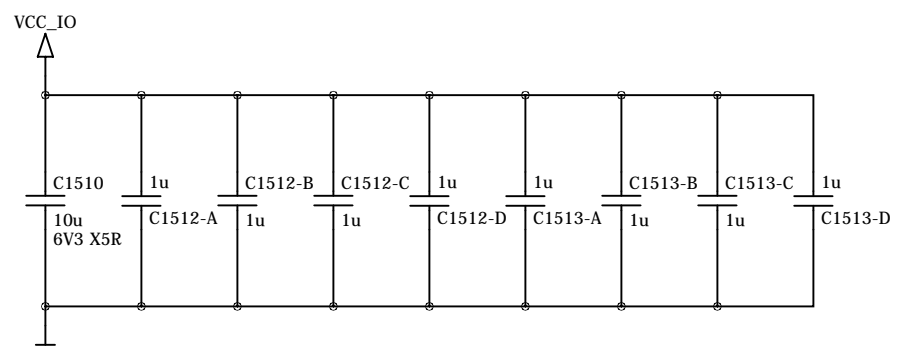 VCC_IO
C1510
10u
6V3 X5R
1u
C1512-A
C1512-B
1u
C1512-C
1u
1u
C1512-D
1u
C1513-A
C1513-B
1u
C1513-C
1u
1u
C1513-D